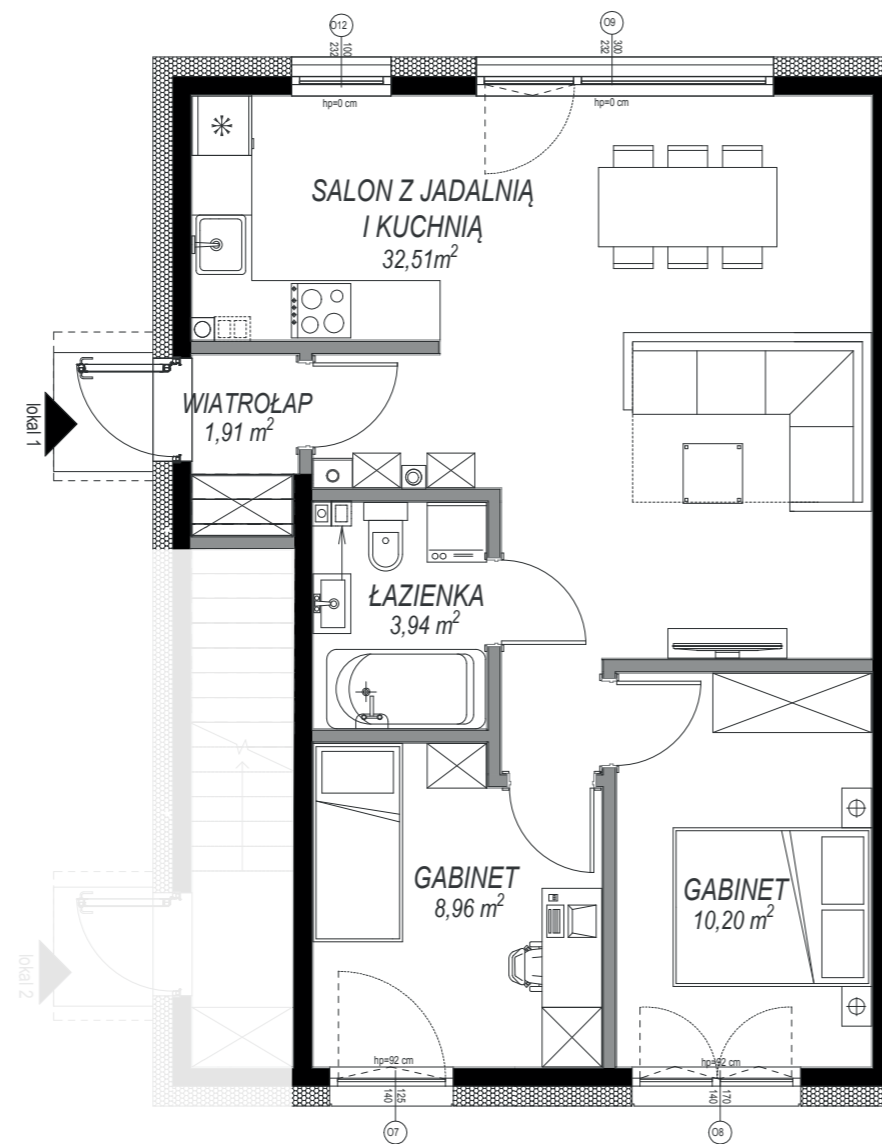 O12
O9
100
232
300
232
hp=0 cm
hp=0 cm
SALON Z JADALNIĄ
I KUCHNIĄ
32,51m²
WIATROŁAP
1,91 m²
lokal 1
ŁAZIENKA
3,94 m²
GABINET
8,96 m²
GABINET
10,20 m²
lokal 2
hp=92 cm
hp=92 cm
125
140
170
140
O7
O8